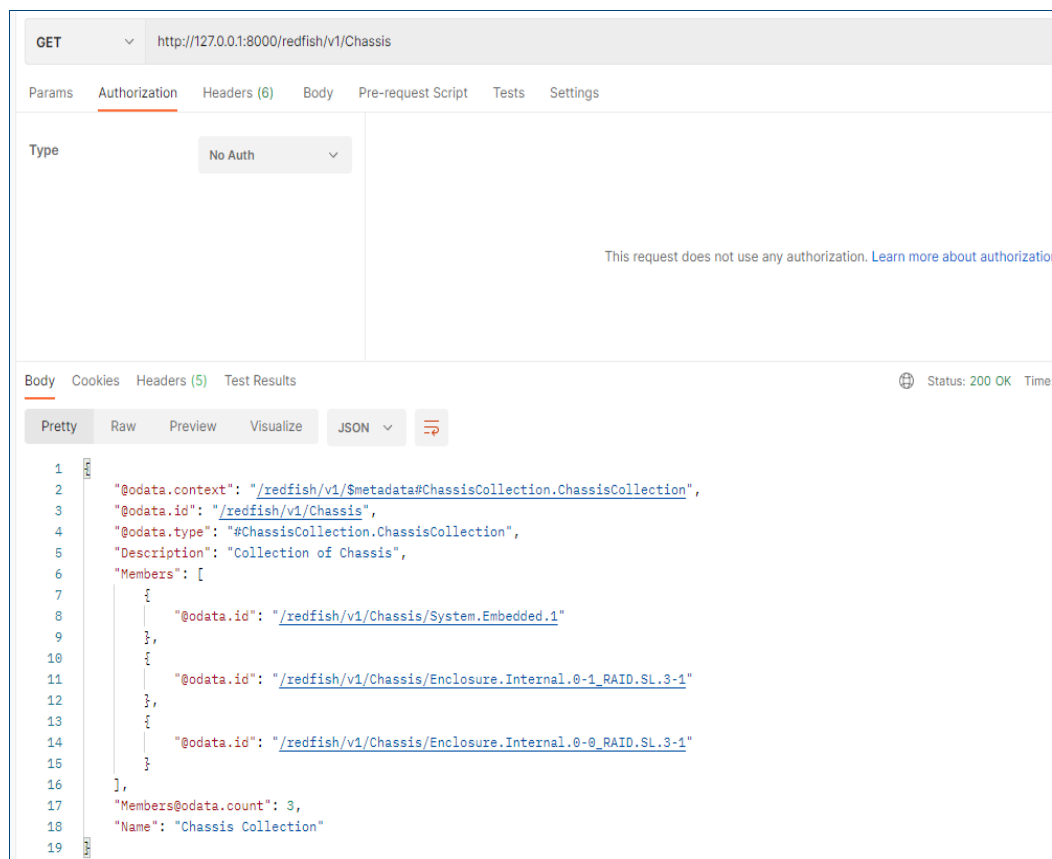 GET http://127.0.0.1:8000/redfish/v1/Chassis
Params Authorization Headers (6) Body Pre-request Script Tests Settings
Type No Auth
This request does not use any authorization. Learn more about authorization
Body Cookies Headers (5) Test Results Status: 200 OK Time:
Pretty Raw Preview Visualize JSON
1 {
2 "@odata.context": "/redfish/v1/$metadata#ChassisCollection.ChassisCollection",
3 "@odata.id": "/redfish/v1/Chassis",
4 "@odata.type": "#ChassisCollection.ChassisCollection",
5 "Description": "Collection of Chassis",
6 "Members": [
7 {
8 "@odata.id": "/redfish/v1/Chassis/System.Embedded.1"
9 },
10 {
11 "@odata.id": "/redfish/v1/Chassis/Enclosure.Internal.0-1_RAID.SL.3-1"
12 },
13 {
14 "@odata.id": "/redfish/v1/Chassis/Enclosure.Internal.0-0_RAID.SL.3-1"
15 }
16 ],
17 "Members@odata.count": 3,
18 "Name": "Chassis Collection"
19 }